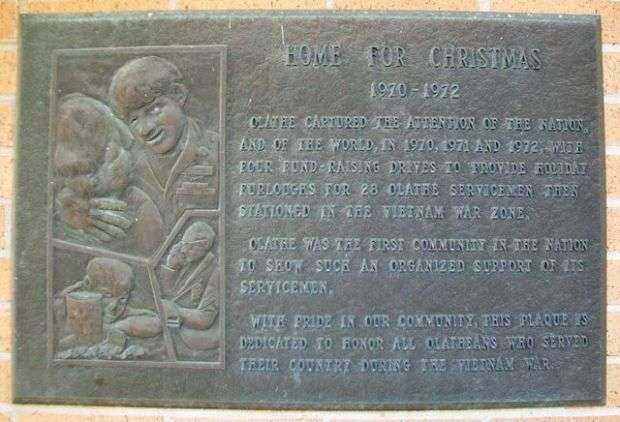 HOME FOR CHRISTMAS
1970-1972
OLATHE CAPTURED THE ATTENTION OF THE NATION,
AND OF THE WORLD, IN 1970, 1971 AND 1972, WITH
FOUR FUND-RAISING DRIVES TO PROVIDE HOLIDAY
FURLOUGHS FOR 28 OLATHE SERVICEMEN THEN
STATIONED IN THE VIETNAM WAR ZONE.
OLATHE WAS THE FIRST COMMUNITY IN THE NATION
TO SHOW SUCH AN ORGANIZED SUPPORT OF ITS
SERVICEMEN.
WITH PRIDE IN OUR COMMUNITY, THIS PLAQUE IS
DEDICATED TO HONOR ALL OLATHEANS WHO SERVED
THEIR COUNTRY DURING THE VIETNAM WAR.